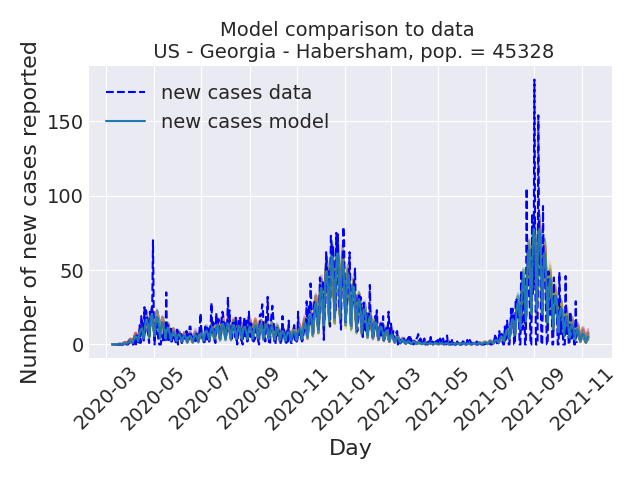 Model comparison to data
US - Georgia - Habersham, pop. = 45328
Number of new cases reported
150
100
50
0
new cases data
new cases model
2020-03
2020-05
2020-07
2020-09
2020-11
2021-01
2021-03
2021-05
2021-07
2021-09
2021-11
Day